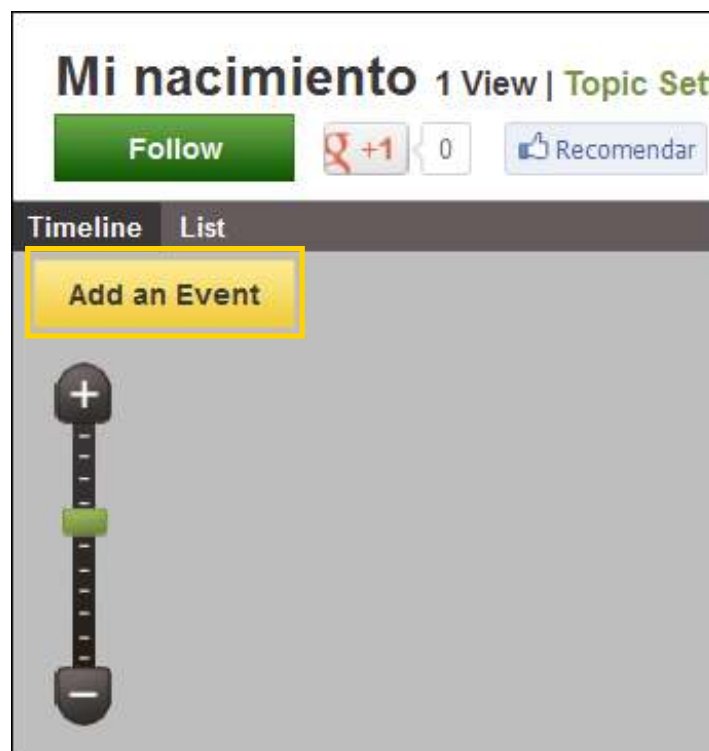 Mi nacimiento 1 View | Topic Set
Follow +1 0 Recomendar
Timeline List
Add an Event